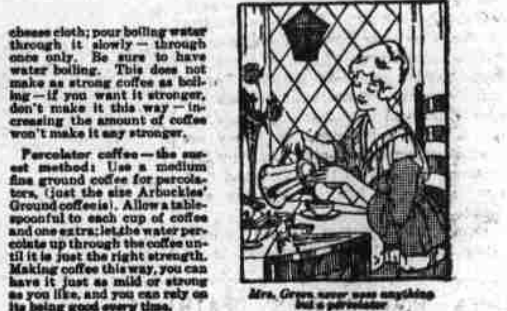 cheese cloth; pour boiling water
through it slowly — through
once only. Be sure to have
water boiling. This does not
make as strong coffee as boil-
ing — if you want it stronger,
don't make it this way — in-
creasing the amount of coffee
won't make it any stronger.
Percolator coffee — the sur-
est method: Use a medium
fine ground coffee for percola-
tors, (just the size Arbuckles'
Ground coffee is). Allow a table-
spoonful to each cup of coffee
and one extra; let the water per-
colate up through the coffee un-
til it is just the right strength.
Making coffee this way, you can
have it just as mild or strong
as you like, and you can rely on
its being good every time.
Mrs. Green never uses anything
but a percolator